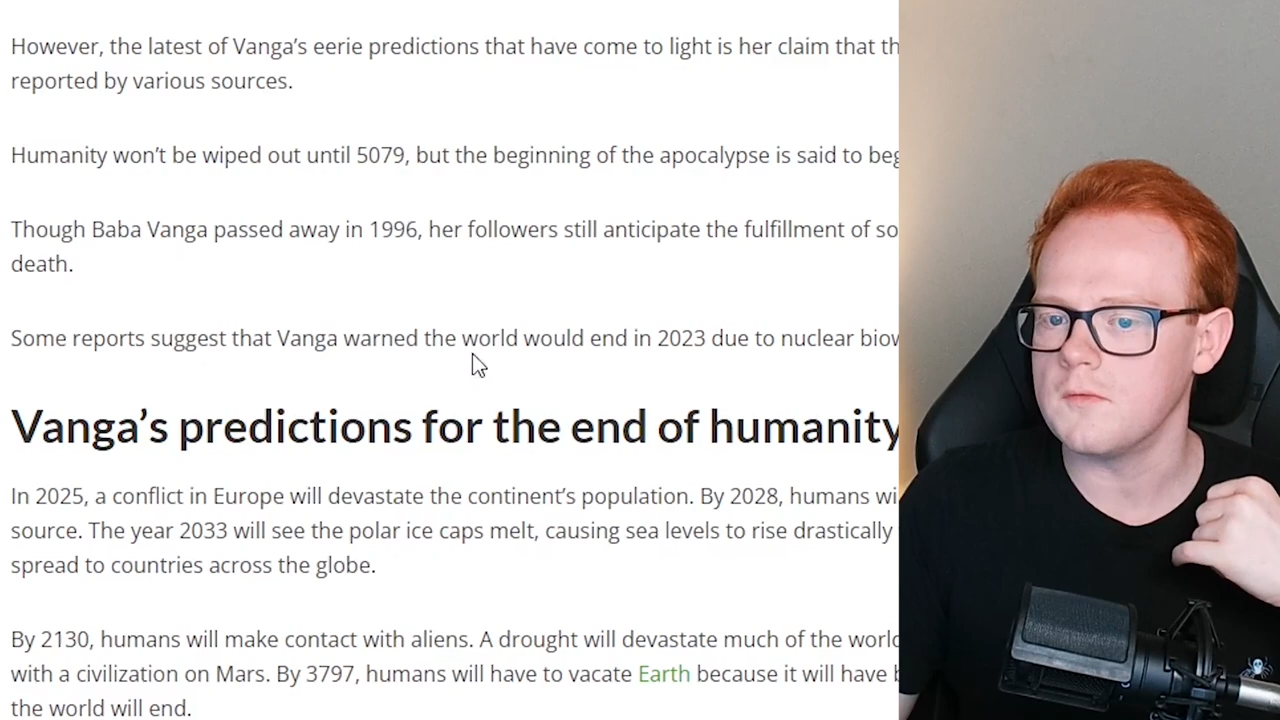 However, the latest of Vanga’s eerie predictions that have come to light is her claim that th
reported by various sources.
Humanity won’t be wiped out until 5079, but the beginning of the apocalypse is said to beg
Though Baba Vanga passed away in 1996, her followers still anticipate the fulfillment of so
death.
Some reports suggest that Vanga warned the world would end in 2023 due to nuclear biow
Vanga’s predictions for the end of humanity
In 2025, a conflict in Europe will devastate the continent’s population. By 2028, humans wi
source. The year 2033 will see the polar ice caps melt, causing sea levels to rise drastically
spread to countries across the globe.
By 2130, humans will make contact with aliens. A drought will devastate much of the world
with a civilization on Mars. By 3797, humans will have to vacate Earth because it will have b
the world will end.